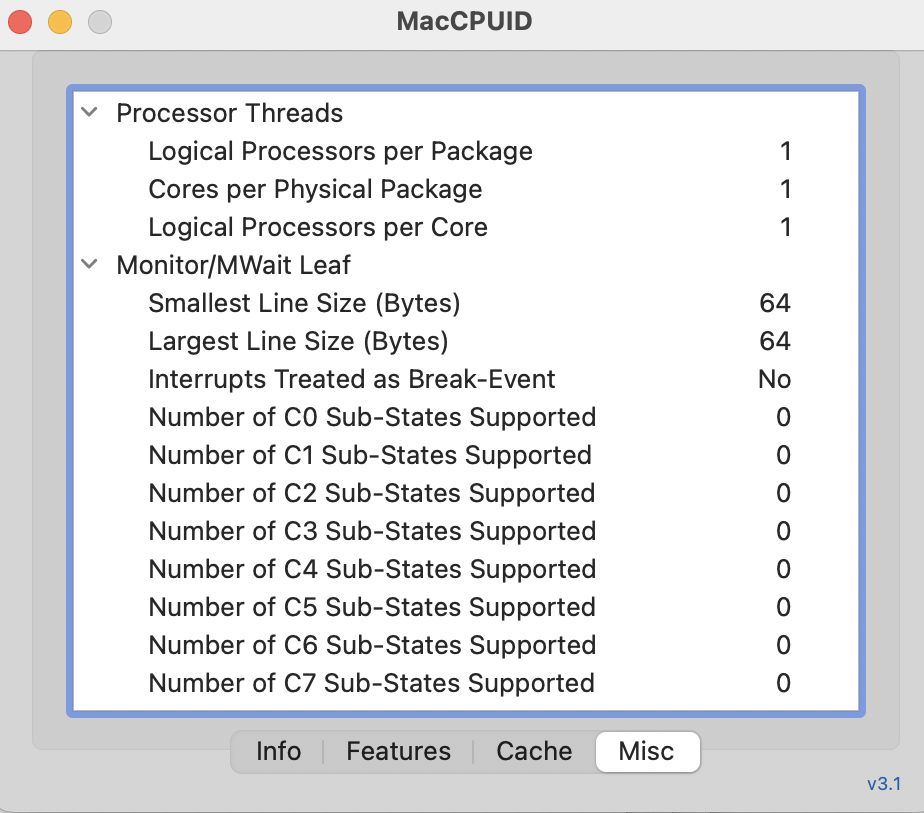 MacCPUID
Processor Threads
Logical Processors per Package 1
Cores per Physical Package 1
Logical Processors per Core 1
Monitor/MWait Leaf
Smallest Line Size (Bytes) 64
Largest Line Size (Bytes) 64
Interrupts Treated as Break-Event No
Number of C0 Sub-States Supported 0
Number of C1 Sub-States Supported 0
Number of C2 Sub-States Supported 0
Number of C3 Sub-States Supported 0
Number of C4 Sub-States Supported 0
Number of C5 Sub-States Supported 0
Number of C6 Sub-States Supported 0
Number of C7 Sub-States Supported 0
Info Features Cache Misc
v3.1